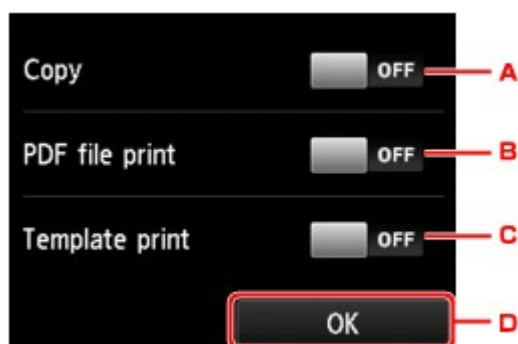 Copy OFF A
PDF file print OFF B
Template print OFF C
OK D